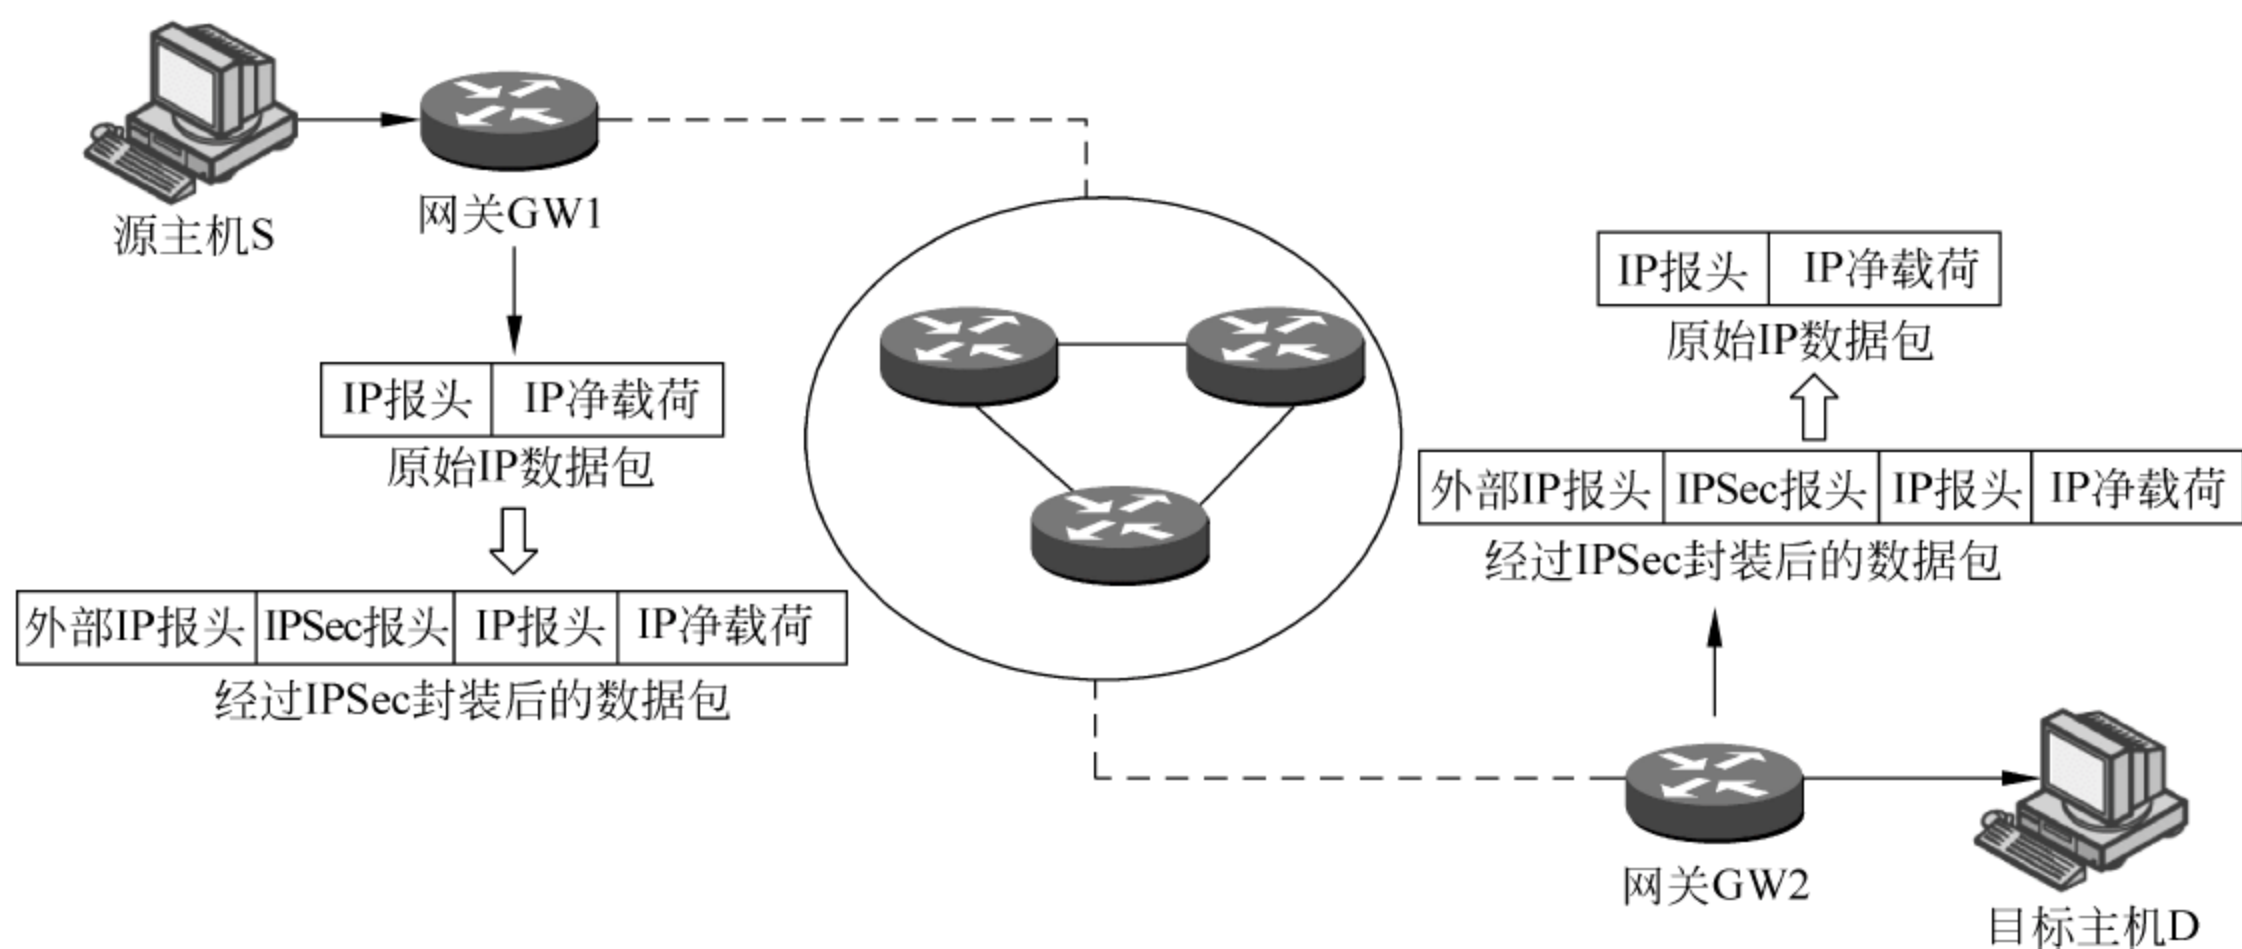 源主机S
网关GW1
IP报头 IP净载荷
原始IP数据包
外部IP报头 IPSec报头 IP报头 IP净载荷
经过IPSec封装后的数据包
IP报头 IP净载荷
原始IP数据包
外部IP报头 IPSec报头 IP报头 IP净载荷
经过IPSec封装后的数据包
网关GW2
目标主机D